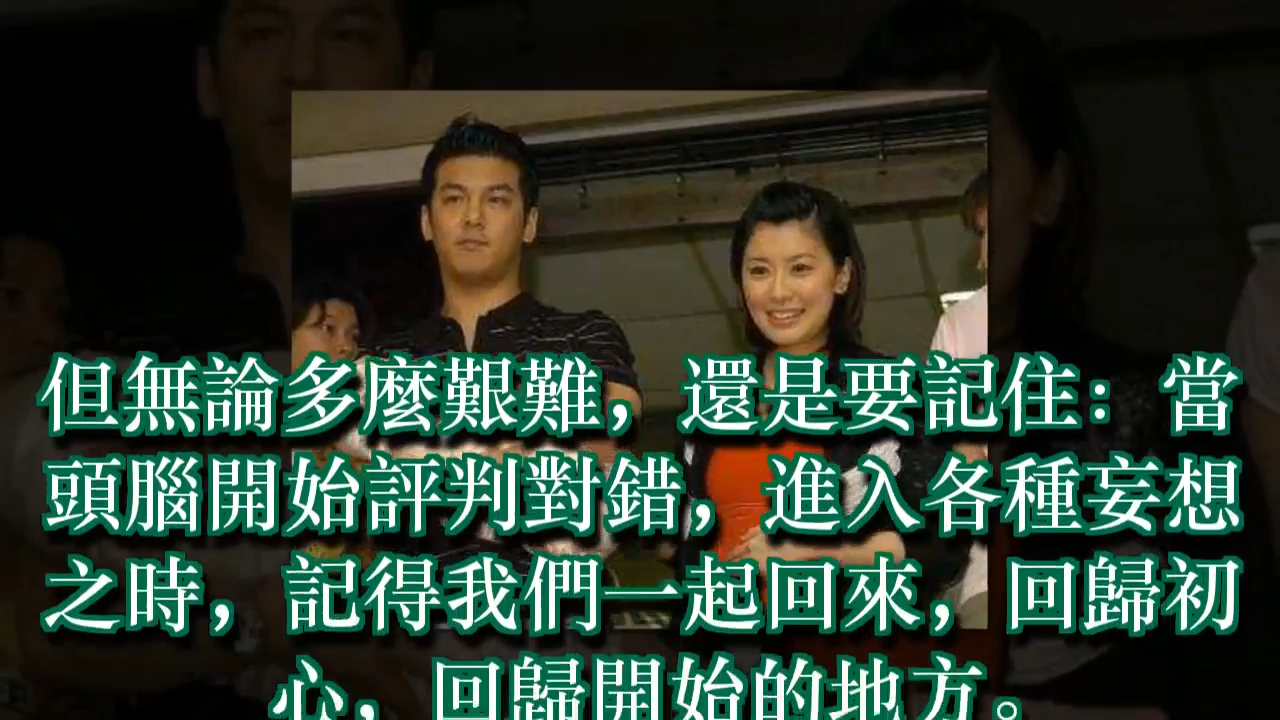 但無論多麼艱難，還是要記住：當
頭腦開始評判對錯，進入各種妄想
之時，記得我們一起回來，回歸初
心，回歸開始的地方。